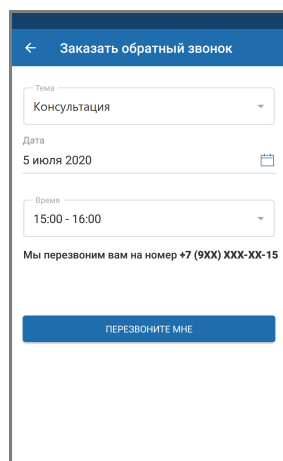 Заказать обратный звонок
Тема
Консультация
Дата
5 июля 2020
Время
15:00 - 16:00
Мы перезвоним вам на номер +7 (9XX) XXX-XX-15
ПЕРЕЗВОНИТЕ МНЕ